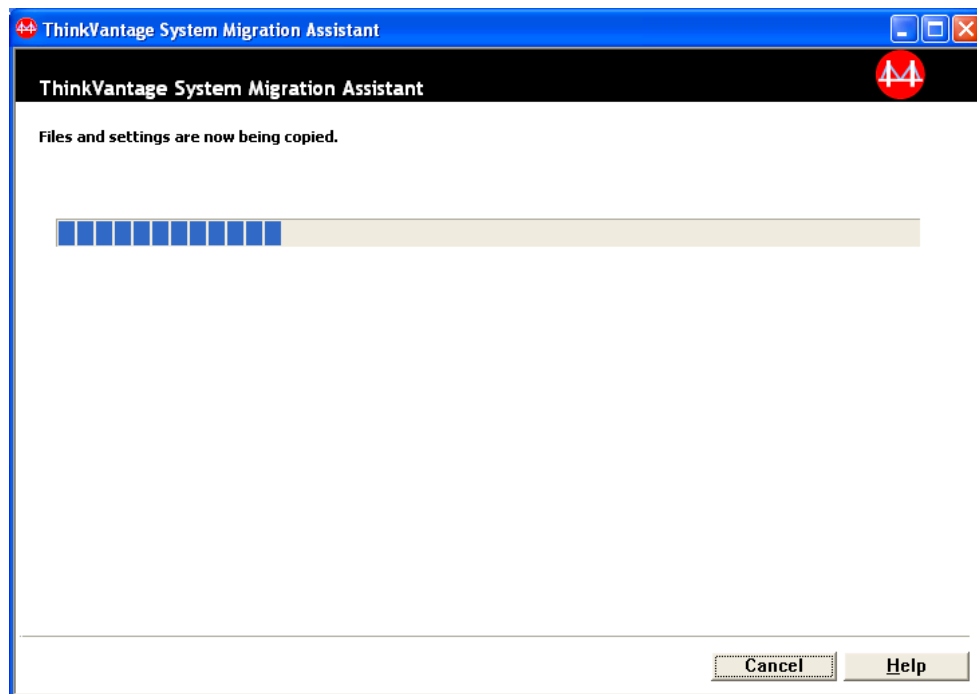 ThinkVantage System Migration Assistant
ThinkVantage System Migration Assistant
Files and settings are now being copied.
Cancel
Help